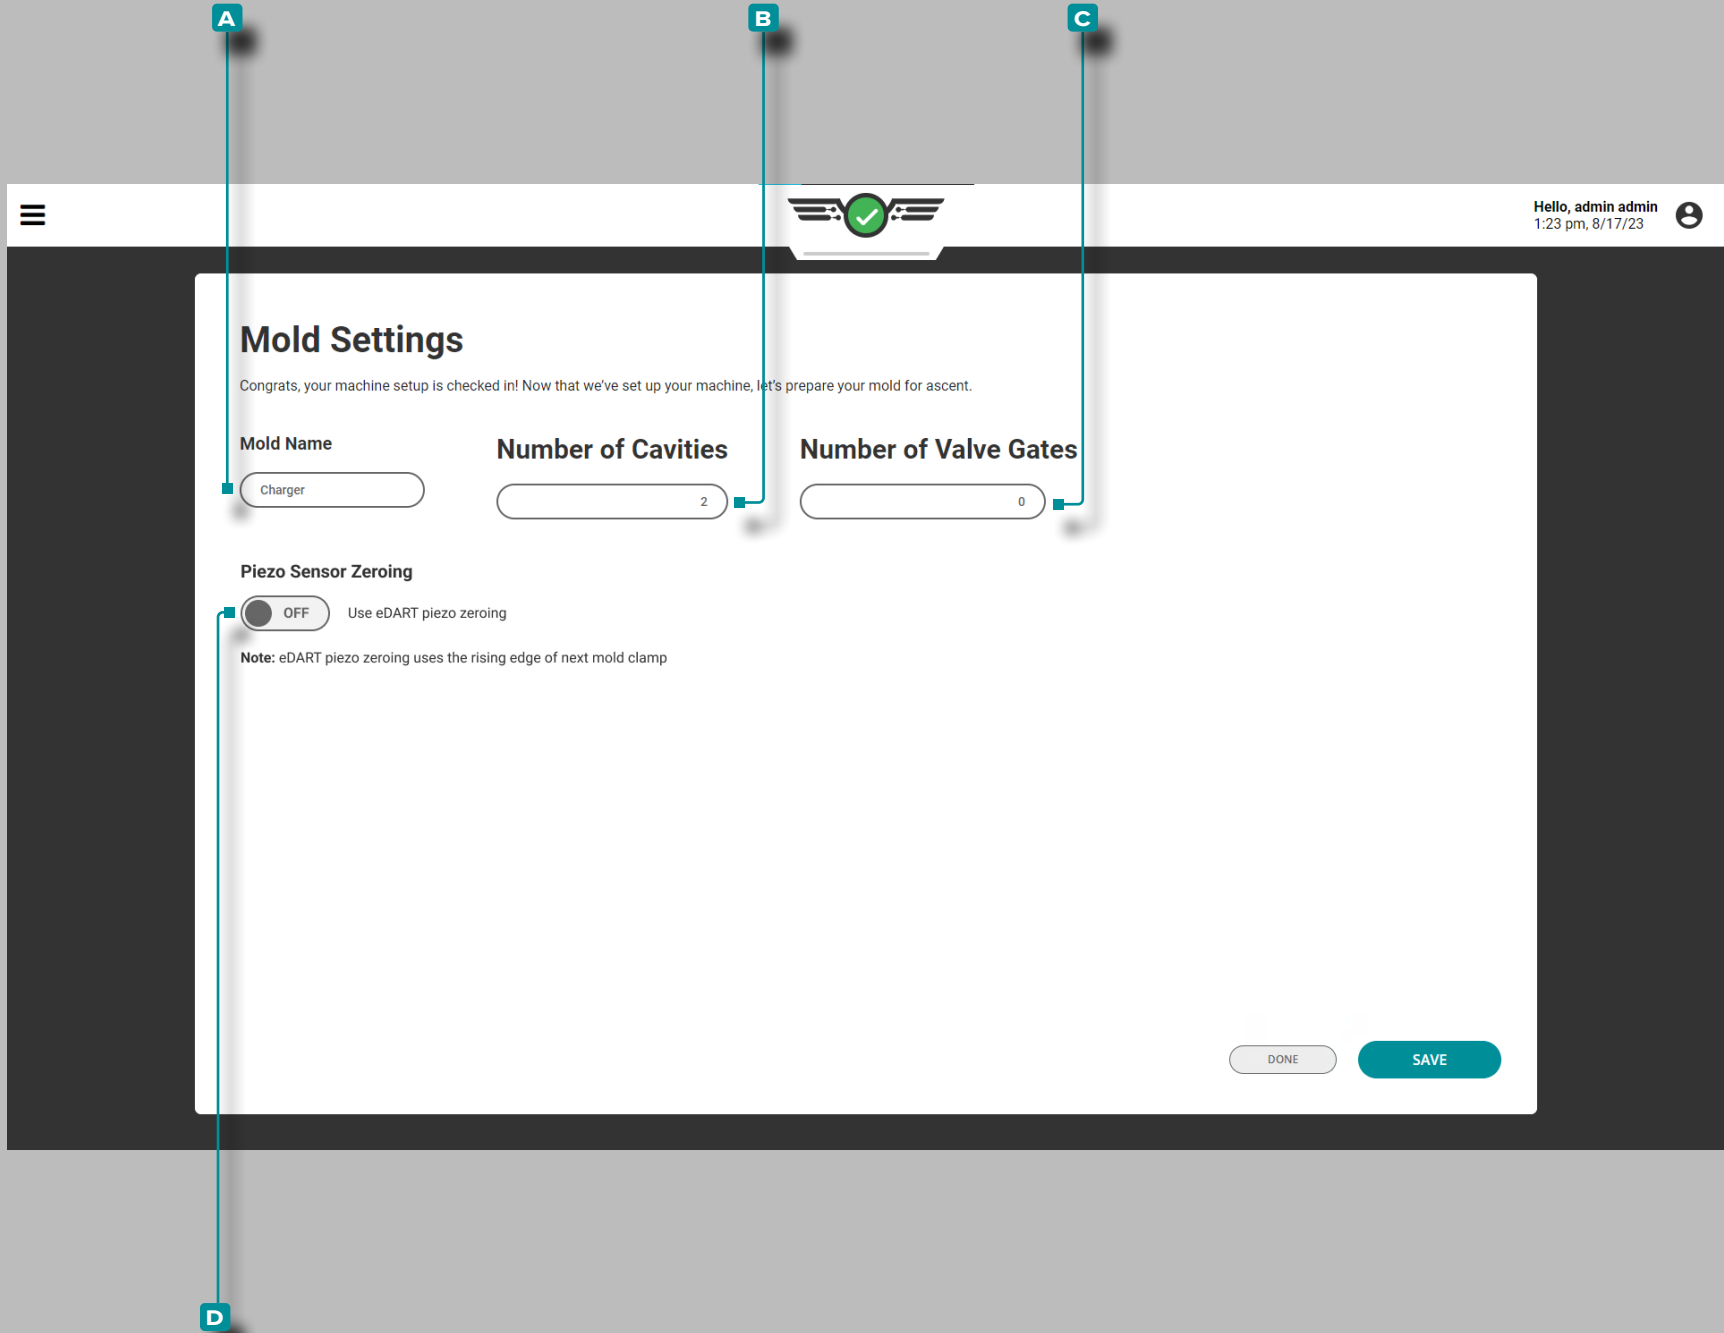 A
B
C
Hello, admin admin
1:23 pm, 8/17/23
Mold Settings
Congrats, your machine setup is checked in! Now that we've set up your machine, let's prepare your mold for ascent.
Mold Name
Number of Cavities
Number of Valve Gates
Charger
2
0
Piezo Sensor Zeroing
OFF
Use eDART piezo zeroing
Note: eDART piezo zeroing uses the rising edge of next mold clamp
DONE
SAVE
D